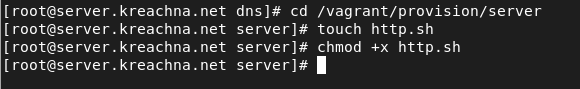 [root@server.kreachna.net dns]# cd /vagrant/provision/server
[root@server.kreachna.net server]# touch http.sh
[root@server.kreachna.net server]# chmod +x http.sh
[root@server.kreachna.net server]#